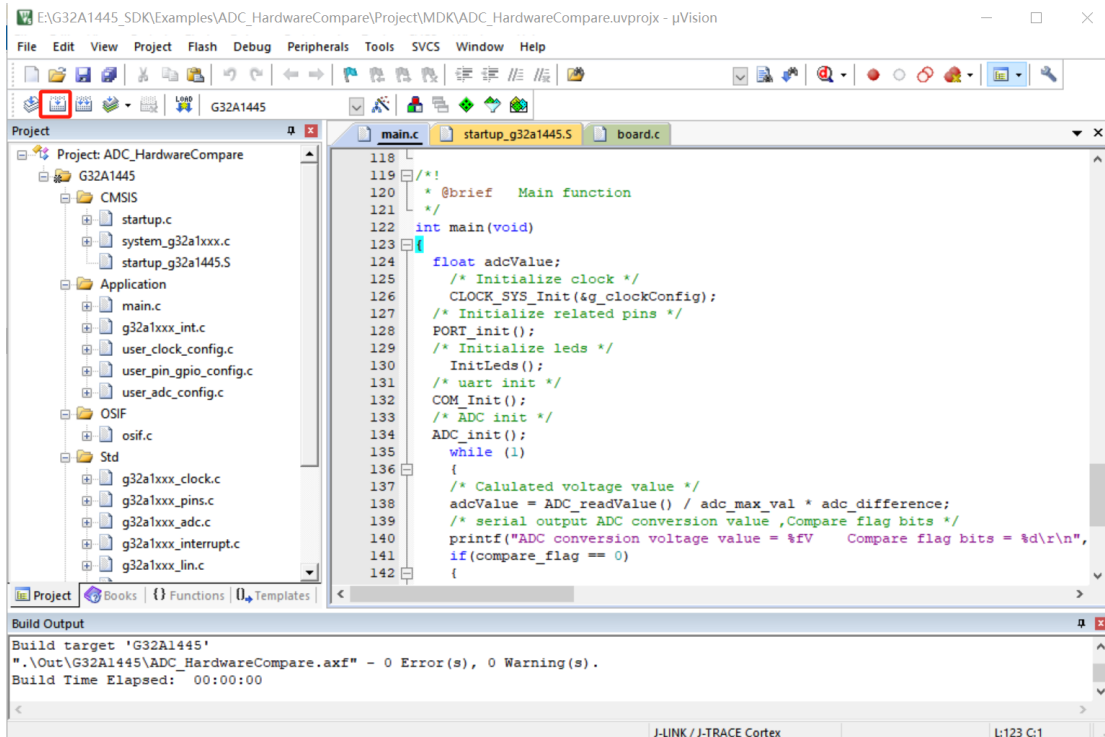 E:\G32A1445_SDK\Examples\ADC_HardwareCompare\Project\MDK\ADC_HardwareCompare.uvprojx - µVision
File Edit View Project Flash Debug Peripherals Tools SVCS Window Help
LOAD G32A1445
Project
main.c startup_g32a1445.S board.c
Project: ADC_HardwareCompare
G32A1445
CMSIS
startup.c
system_g32a1xxx.c
startup_g32a1445.S
Application
main.c
g32a1xxx_int.c
user_clock_config.c
user_pin_gpio_config.c
user_adc_config.c
OSIF
osif.c
Std
g32a1xxx_clock.c
g32a1xxx_pins.c
g32a1xxx_adc.c
g32a1xxx_interrupt.c
g32a1xxx_lin.c
Project Books {} Functions Templates
118
119 /*!
120 * @brief Main function
121 */
122 int main(void)
123 {
124 float adcValue;
125 /* Initialize clock */
126 CLOCK_SYS_Init(&g_clockConfig);
127 /* Initialize related pins */
128 PORT_init();
129 /* Initialize leds */
130 InitLeds();
131 /* uart init */
132 COM_Init();
133 /* ADC init */
134 ADC_init();
135 while (1)
136 {
137 /* Calulated voltage value */
138 adcValue = ADC_readValue() / adc_max_val * adc_difference;
139 /* serial output ADC conversion value ,Compare flag bits */
140 printf("ADC conversion voltage value = %fV Compare flag bits = %d\r\n",
141 if(compare_flag == 0)
142 {
Build Output
Build target 'G32A1445'
".\Out\G32A1445\ADC_HardwareCompare.axf" - 0 Error(s), 0 Warning(s).
Build Time Elapsed: 00:00:00
J-LINK / J-TRACE Cortex L:123 C:1